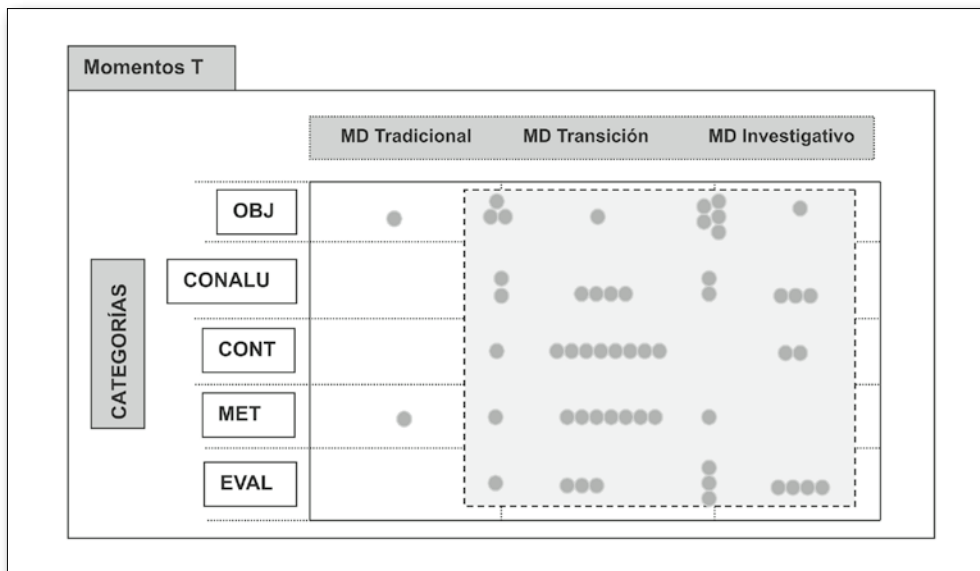 Momentos T
MD Tradicional MD Transición MD Investigativo
OBJ
CONALU
CONT
MET
EVAL
CATEGORÍAS